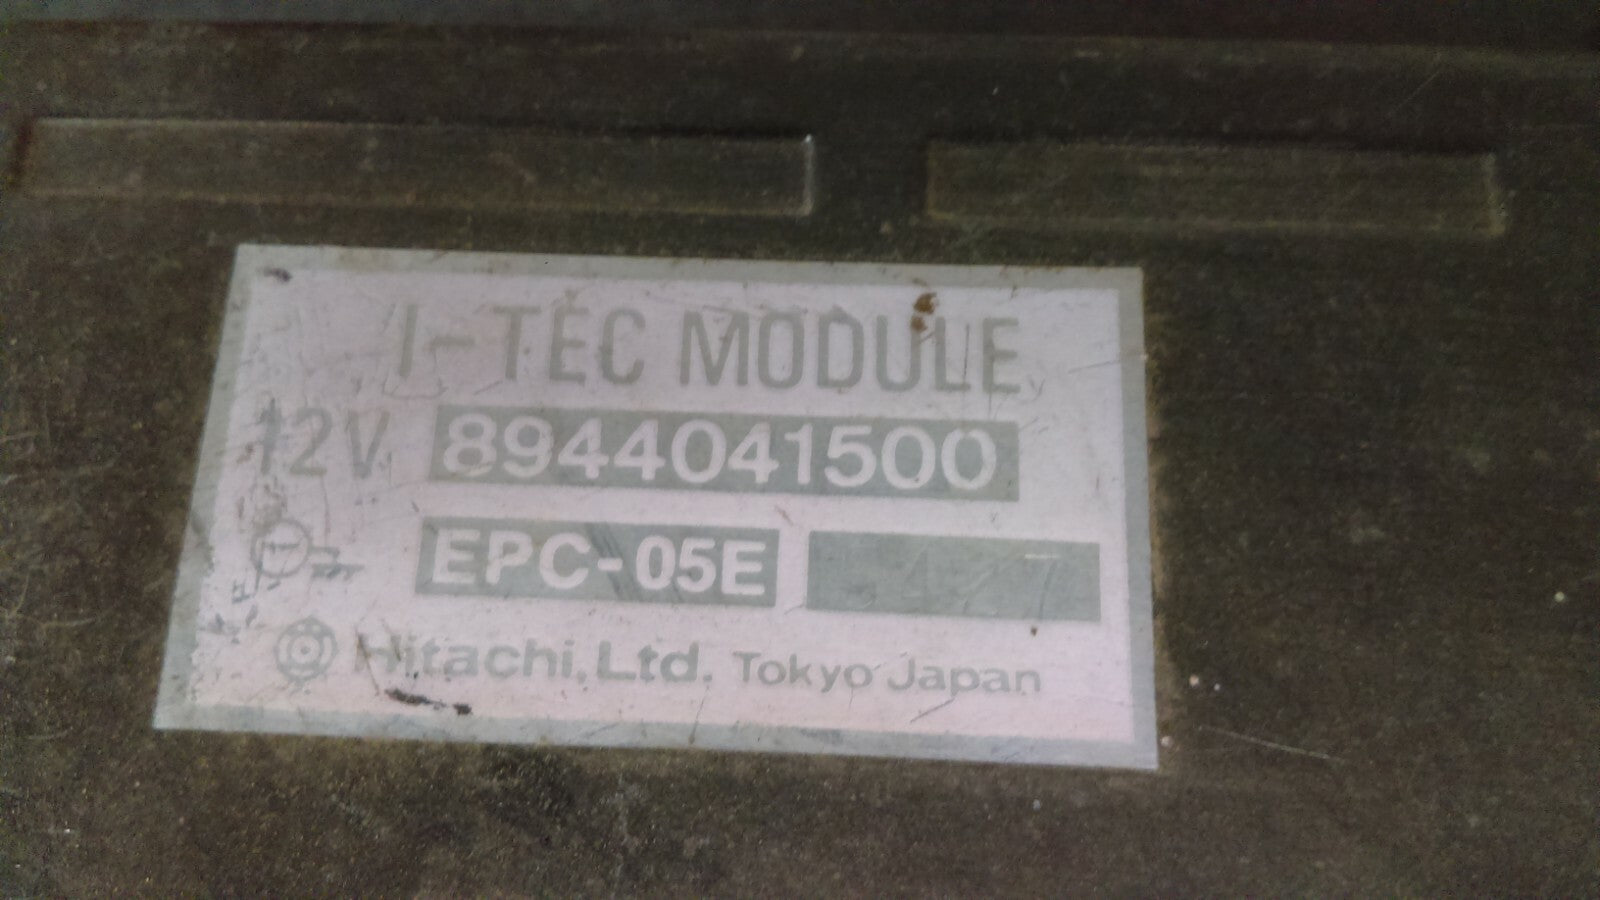 I-TEC MODULE
12V 8944041500
EPC-05E
Hitachi, Ltd. Tokyo Japan